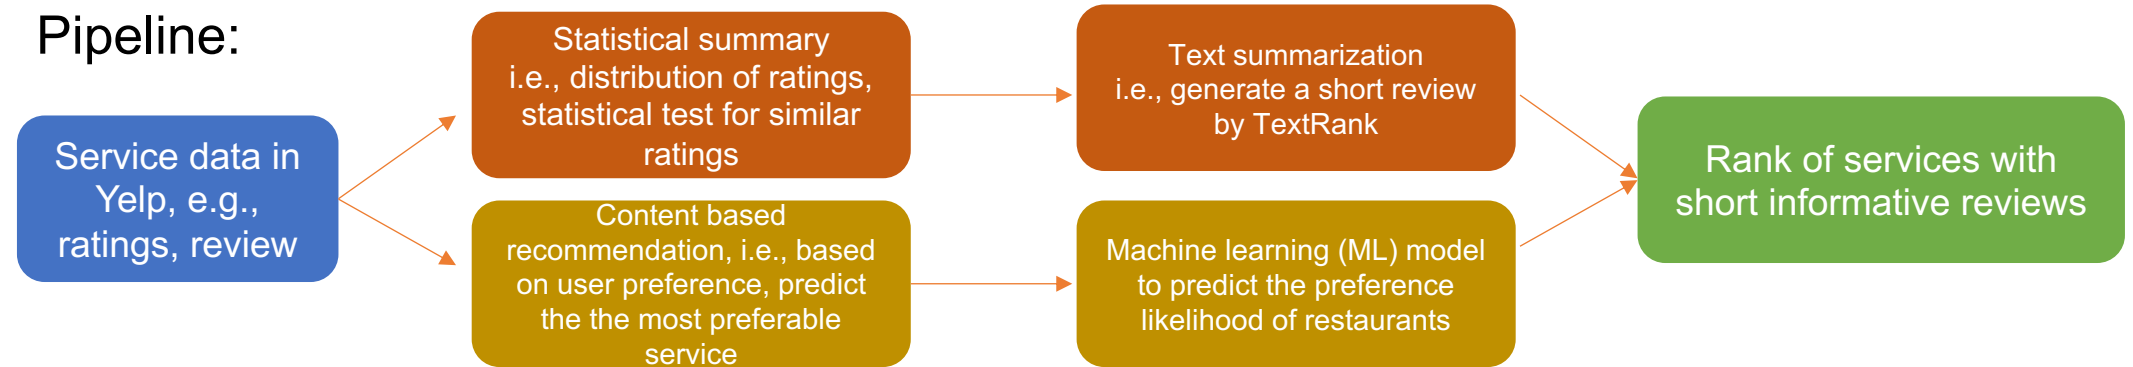 Pipeline:
Service data in
Yelp, e.g.,
ratings, review
Statistical summary
i.e., distribution of ratings,
statistical test for similar
ratings
Content based
recommendation, i.e., based
on user preference, predict
the the most preferable
service
Text summarization
i.e., generate a short review
by TextRank
Machine learning (ML) model
to predict the preference
likelihood of restaurants
Rank of services with
short informative reviews